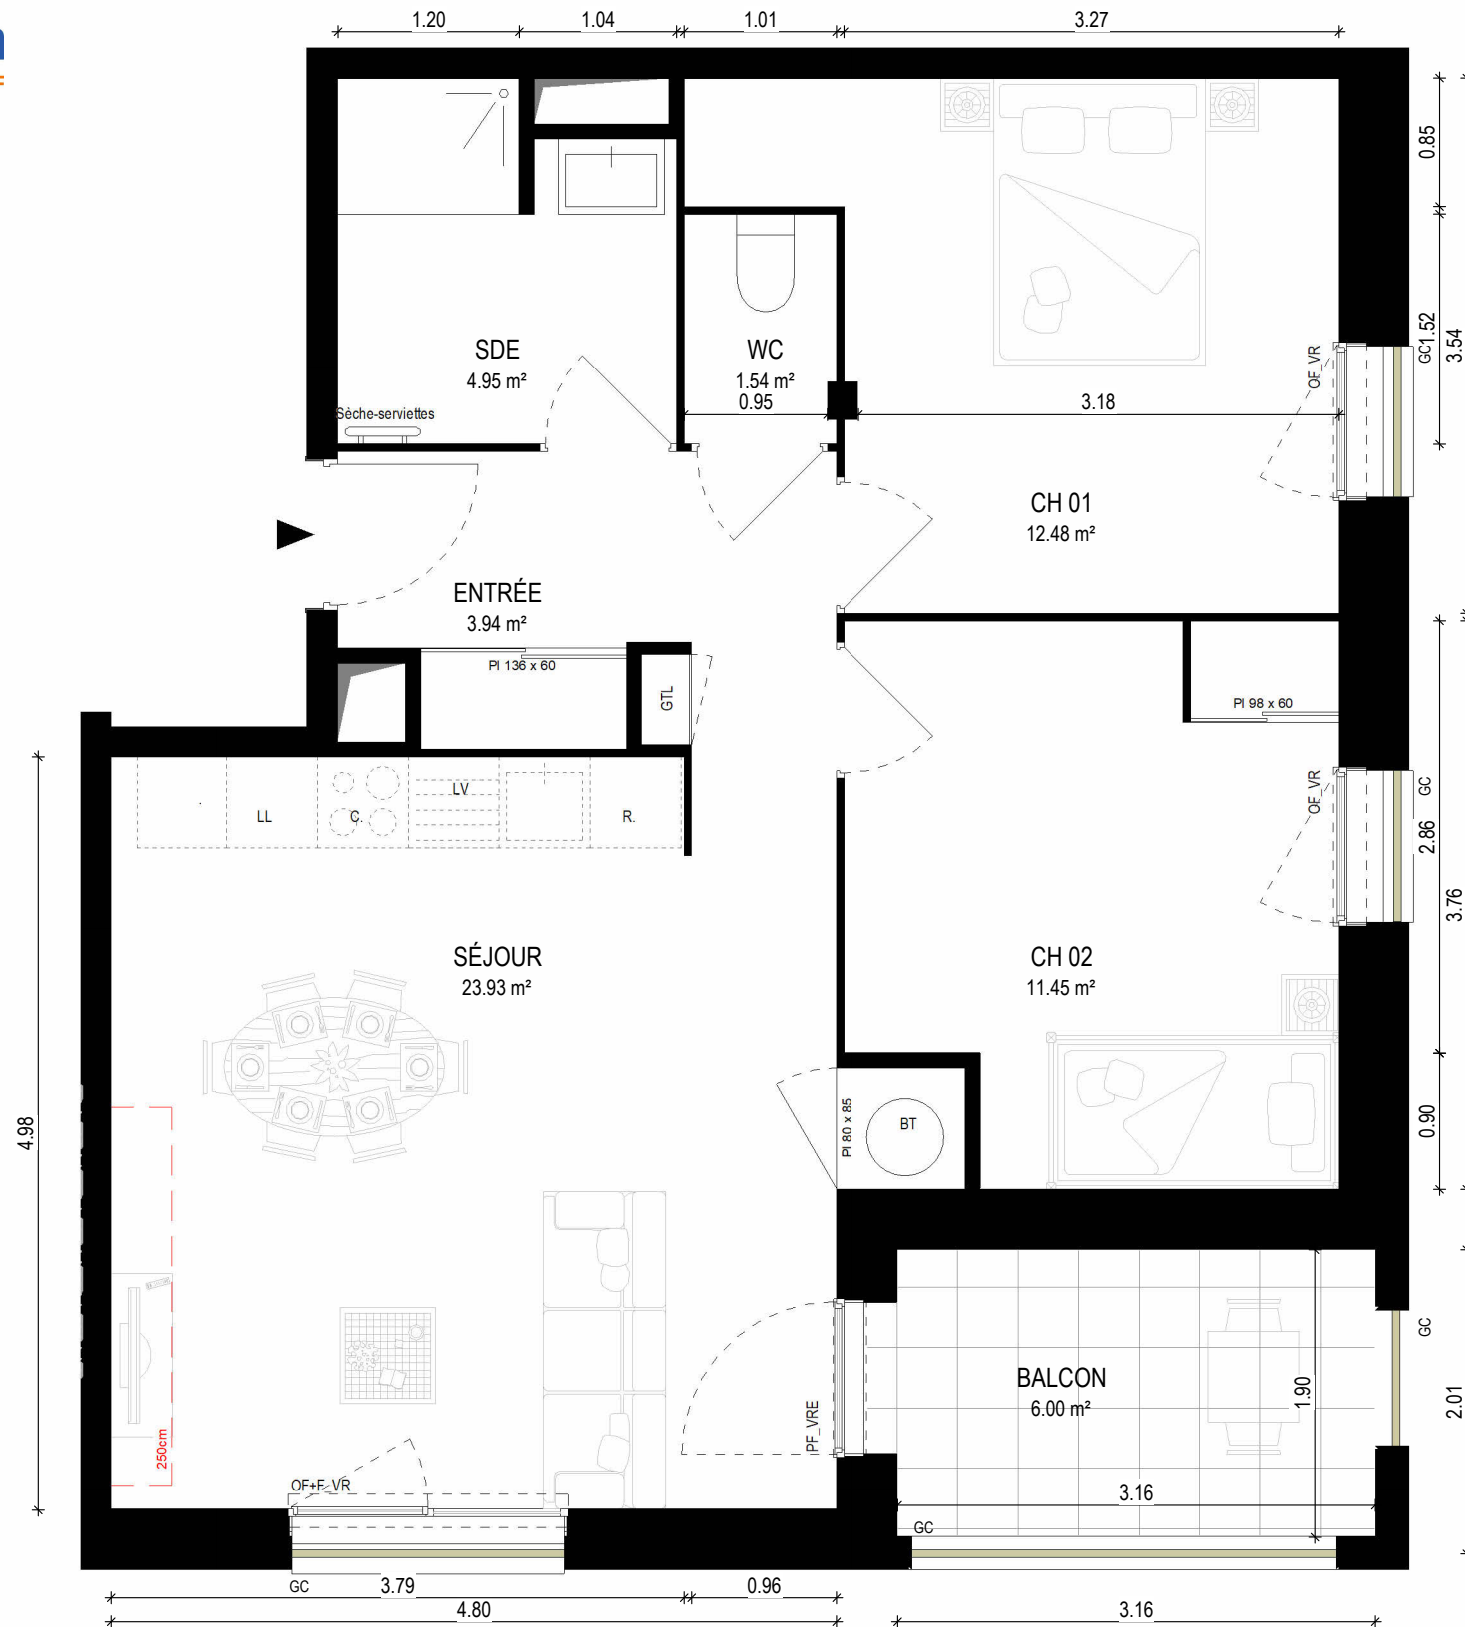 1.20
1.04
1.01
3.27
0.85
SDE
4.95 m²
WC
1.54 m²
0.95
3.18
OF_VR
GC
1.52
3.54
Sèche-serviettes
CH 01
12.48 m²
ENTRÉE
3.94 m²
PI 136 x 60
GTL
PI 98 x 60
OF_VR
GC
2.86
3.76
LL
C.
LV
R.
SÉJOUR
23.93 m²
CH 02
11.45 m²
4.98
PI 80 x 85
BT
0.90
GC
BALCON
6.00 m²
1.90
2.01
PF_VRE
250cm
OF+F_VR
3.16
GC
GC
3.79
0.96
4.80
3.16